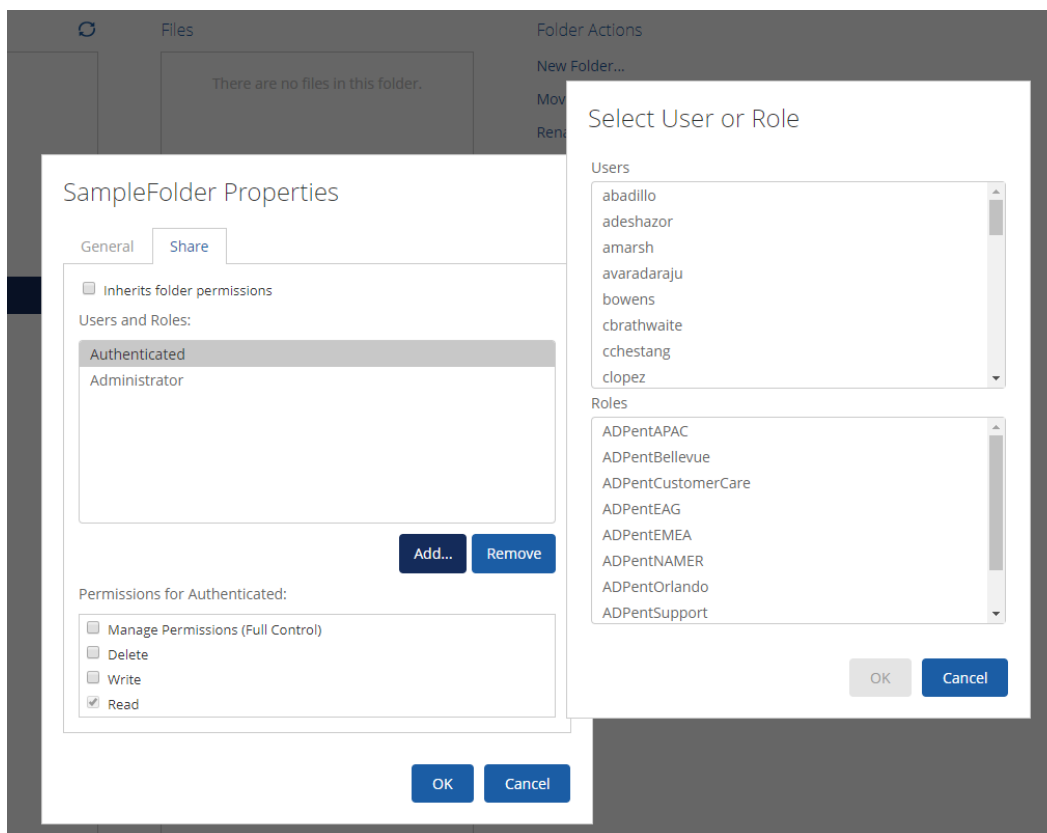 Files
Folder Actions
There are no files in this folder.
New Folder...
Mov
Rena
SampleFolder Properties
General
Share
Inherits folder permissions
Users and Roles:
Authenticated
Administrator
Add...
Remove
Permissions for Authenticated:
Manage Permissions (Full Control)
Delete
Write
Read
OK
Cancel
Select User or Role
Users
abadillo
adeshazor
amarsh
avaradaraju
bowens
cbrathwaite
cchestang
clopez
Roles
ADPentAPAC
ADPentBellevue
ADPentCustomerCare
ADPentEAG
ADPentEMEA
ADPentNAMER
ADPentOrlando
ADPentSupport
OK
Cancel